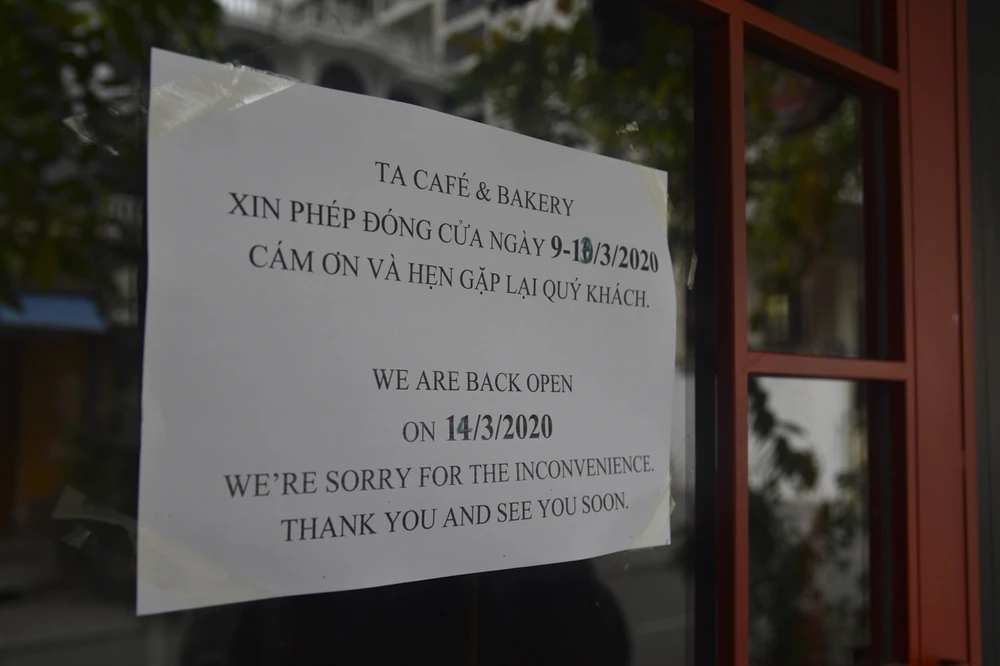 TA CAFÉ & BAKERY
XIN PHÉP ĐÓNG CỬA NGÀY 9-13/3/2020
CÁM ƠN VÀ HẸN GẶP LẠI QUÝ KHÁCH.
WE ARE BACK OPEN
ON 14/3/2020
WE'RE SORRY FOR THE INCONVENIENCE.
THANK YOU AND SEE YOU SOON.